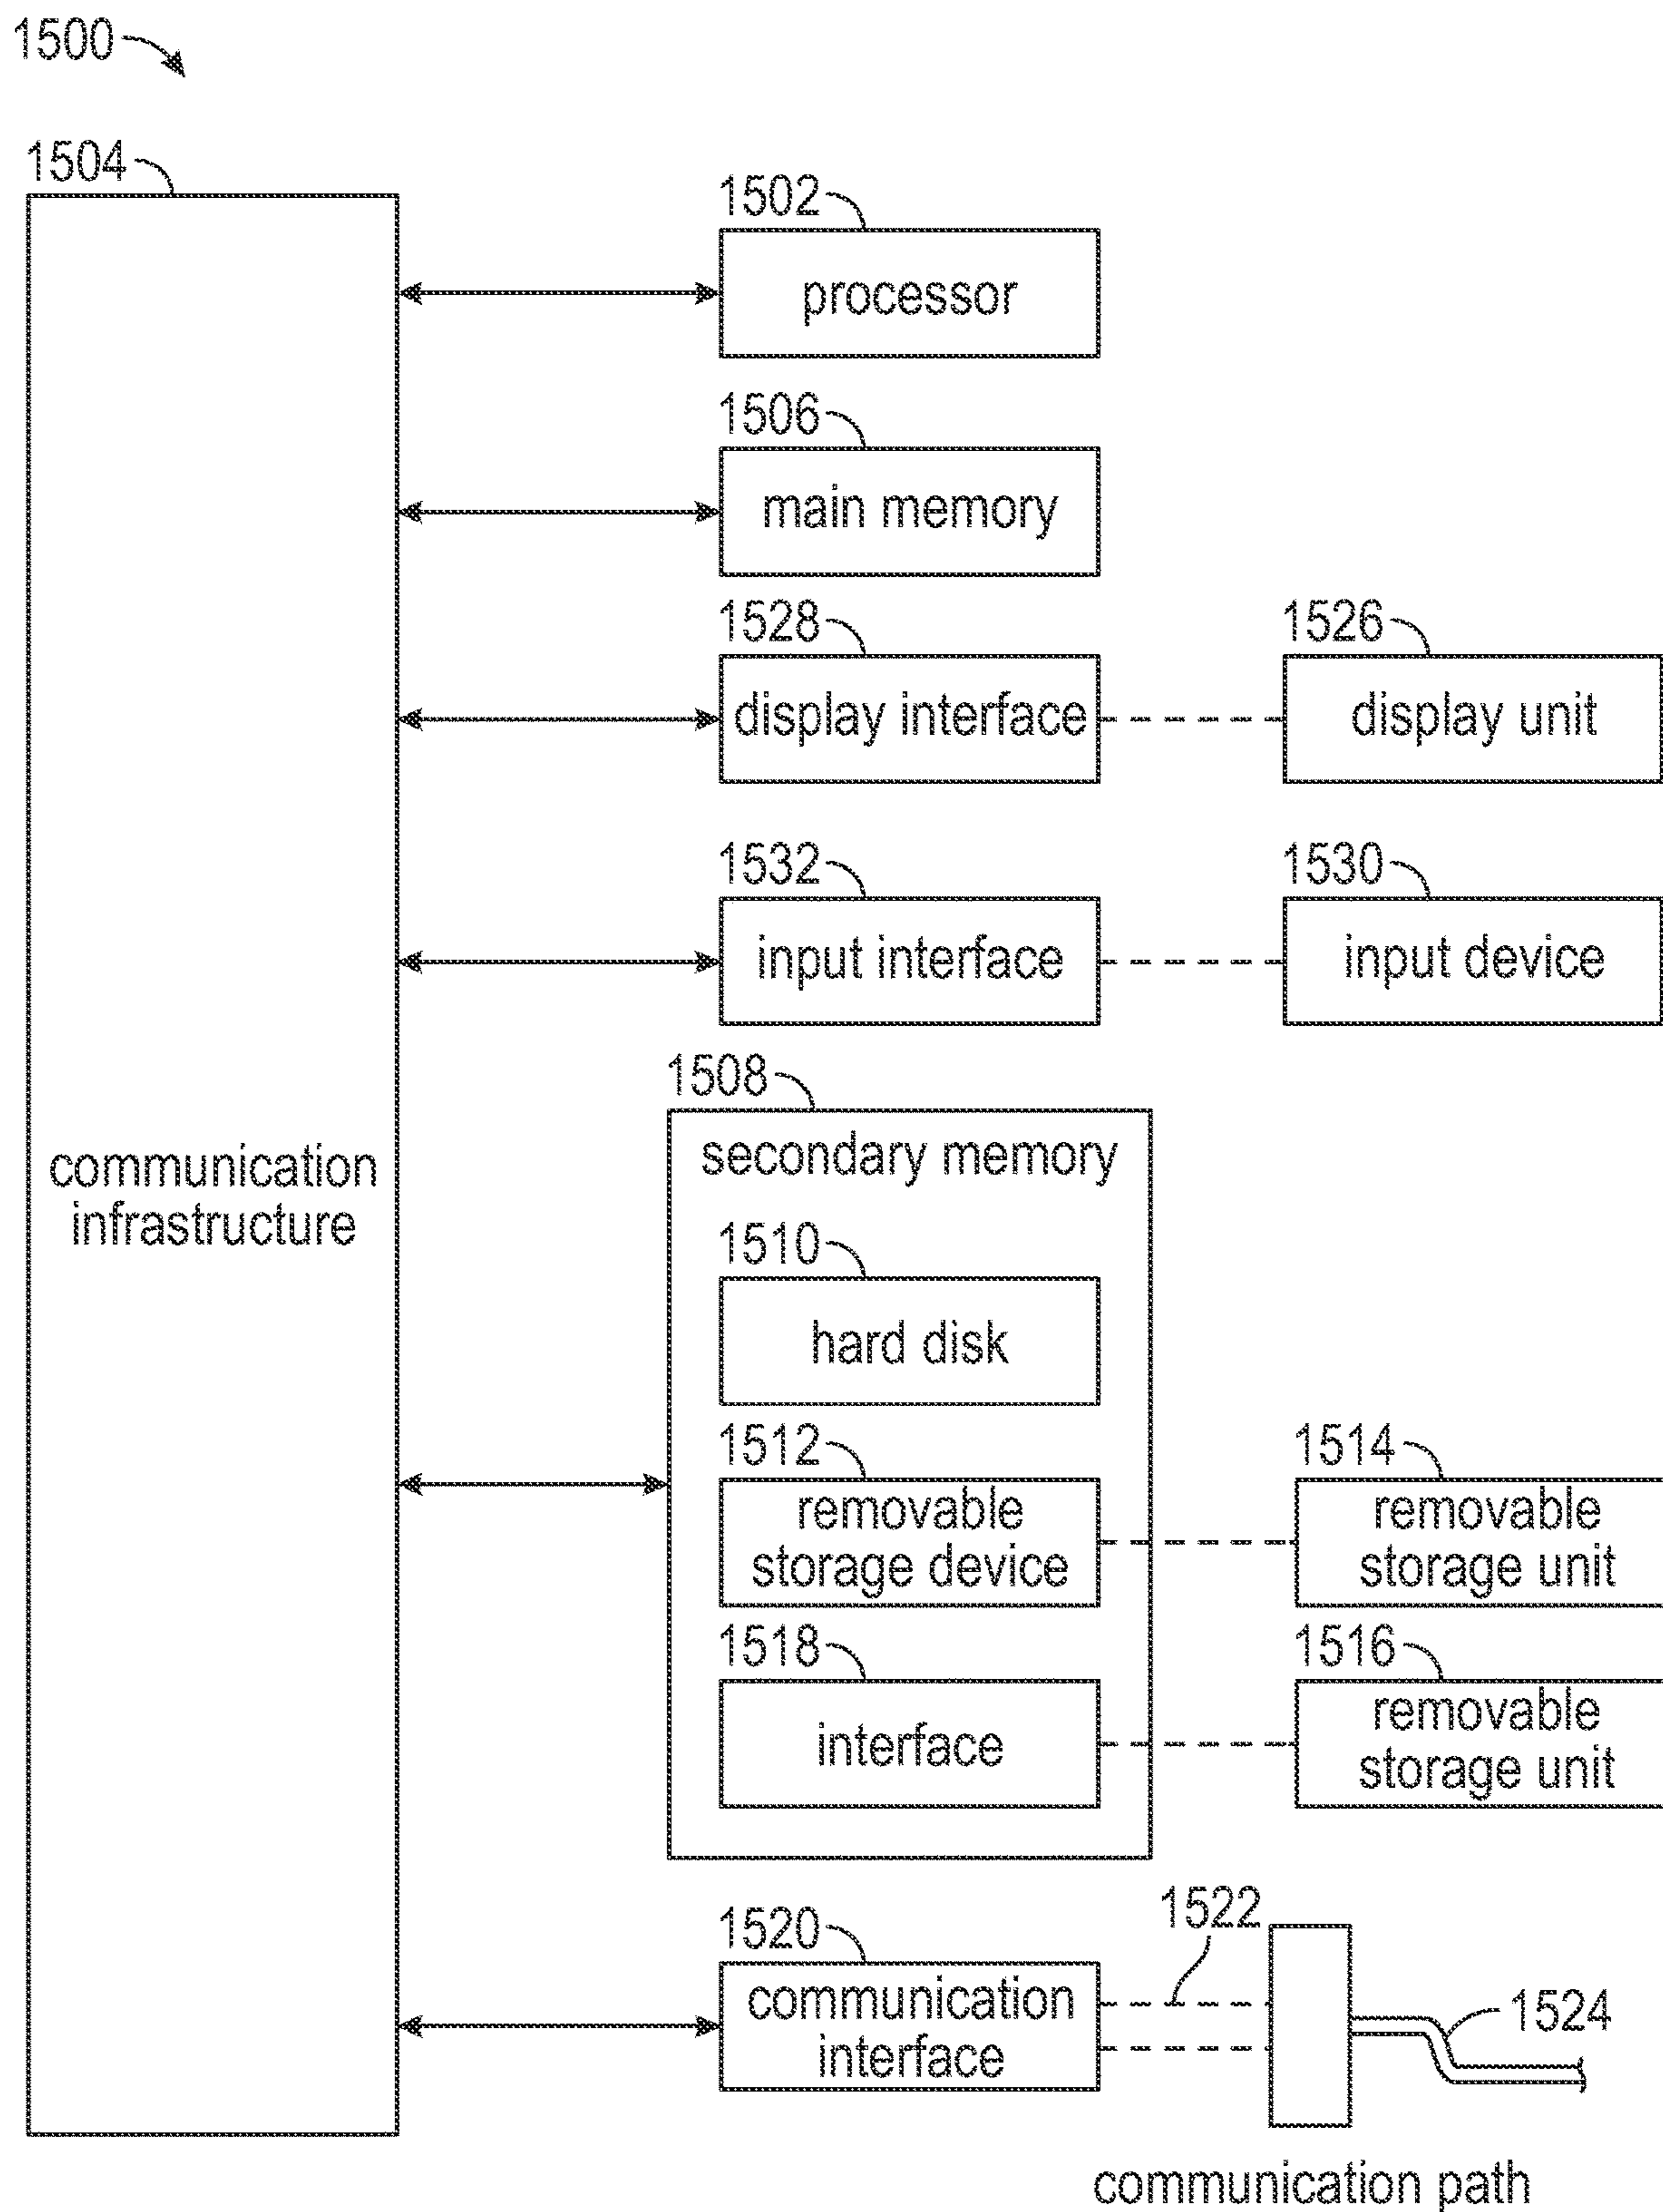 1500
1504
1502
processor
1506
main memory
1528
display interface
1526
display unit
1532
input interface
1530
input device
communication
infrastructure
1508
secondary memory
1510
hard disk
1512
removable
storage device
1514
removable
storage unit
1518
interface
1516
removable
storage unit
1520
communication
interface
1522
1524
communication path